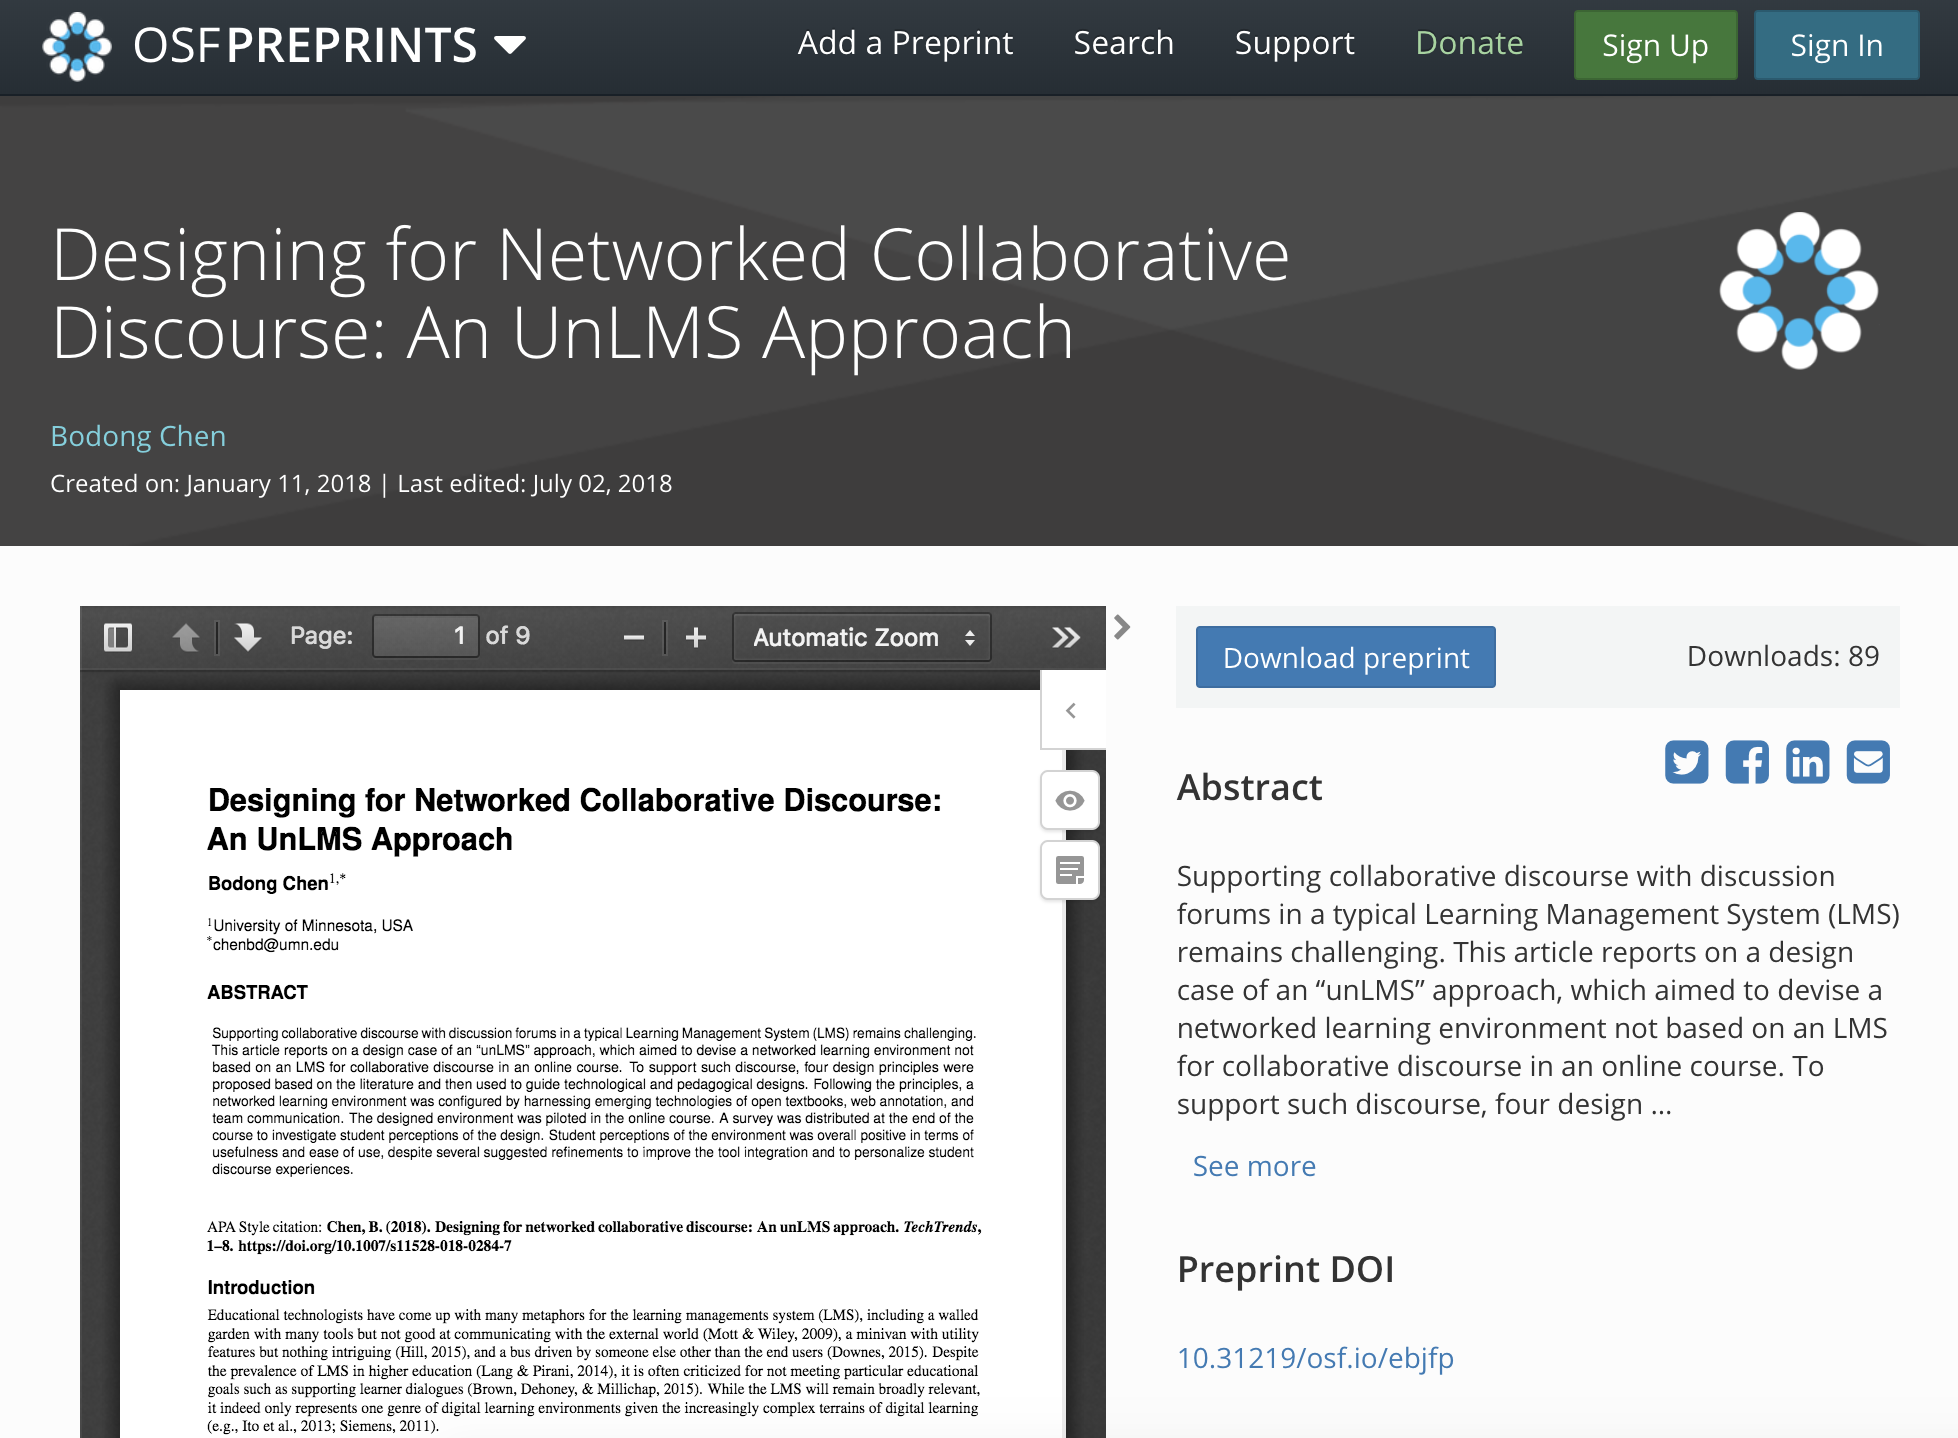 OSFPREPRINTS
Add a Preprint
Search
Support
Donate
Sign Up
Sign In
Designing for Networked Collaborative
Discourse: An UnLMS Approach
Bodong Chen
Created on: January 11, 2018 | Last edited: July 02, 2018
Page: 1 of 9
Automatic Zoom
Designing for Networked Collaborative Discourse:
An UnLMS Approach
Bodong Chen1,*
1University of Minnesota, USA
*chenbd@umn.edu
ABSTRACT
Supporting collaborative discourse with discussion forums in a typical Learning Management System (LMS) remains challenging.
This article reports on a design case of an “unLMS” approach, which aimed to devise a networked learning environment not
based on an LMS for collaborative discourse in an online course. To support such discourse, four design principles were
proposed based on the literature and then used to guide technological and pedagogical designs. Following the principles, a
networked learning environment was configured by harnessing emerging technologies of open textbooks, web annotation, and
team communication. The designed environment was piloted in the online course. A survey was distributed at the end of the
course to investigate student perceptions of the design. Student perceptions of the environment was overall positive in terms of
usefulness and ease of use, despite several suggested refinements to improve the tool integration and to personalize student
discourse experiences.
APA Style citation: Chen, B. (2018). Designing for networked collaborative discourse: An unLMS approach. TechTrends,
1–8. https://doi.org/10.1007/s11528-018-0284-7
Introduction
Educational technologists have come up with many metaphors for the learning managements system (LMS), including a walled
garden with many tools but not good at communicating with the external world (Mott & Wiley, 2009), a minivan with utility
features but nothing intriguing (Hill, 2015), and a bus driven by someone else other than the end users (Downes, 2015). Despite
the prevalence of LMS in higher education (Lang & Pirani, 2014), it is often criticized for not meeting particular educational
goals such as supporting learner dialogues (Brown, Dehoney, & Millichap, 2015). While the LMS will remain broadly relevant,
it indeed only represents one genre of digital learning environments given the increasingly complex terrains of digital learning
(e.g., Ito et al., 2013; Siemens, 2011).
Download preprint
Downloads: 89
Abstract
Supporting collaborative discourse with discussion
forums in a typical Learning Management System (LMS)
remains challenging. This article reports on a design
case of an “unLMS” approach, which aimed to devise a
networked learning environment not based on an LMS
for collaborative discourse in an online course. To
support such discourse, four design ...
See more
Preprint DOI
10.31219/osf.io/ebjfp